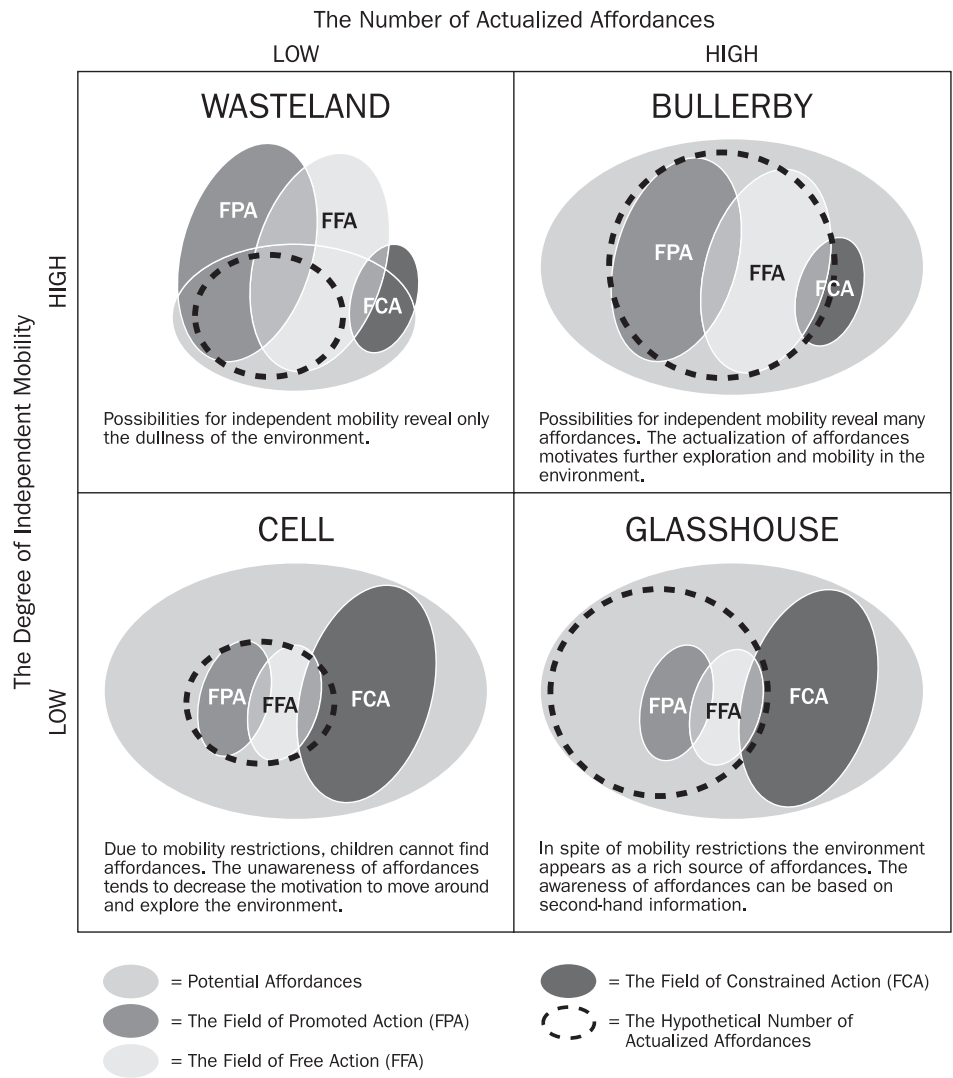 The Number of Actualized Affordances
LOW
HIGH
The Degree of Independent Mobility
HIGH
WASTELAND
FPA
FFA
FCA
Possibilities for independent mobility reveal only
the dullness of the environment.
BULLERBY
FPA
FFA
FCA
Possibilities for independent mobility reveal many
affordances. The actualization of affordances
motivates further exploration and mobility in the
environment.
LOW
CELL
FPA
FFA
FCA
Due to mobility restrictions, children cannot find
affordances. The unawareness of affordances
tends to decrease the motivation to move around
and explore the environment.
GLASSHOUSE
FPA
FFA
FCA
In spite of mobility restrictions the environment
appears as a rich source of affordances. The
awareness of affordances can be based on
second-hand information.
= Potential Affordances
= The Field of Promoted Action (FPA)
= The Field of Free Action (FFA)
= The Field of Constrained Action (FCA)
= The Hypothetical Number of
Actualized Affordances